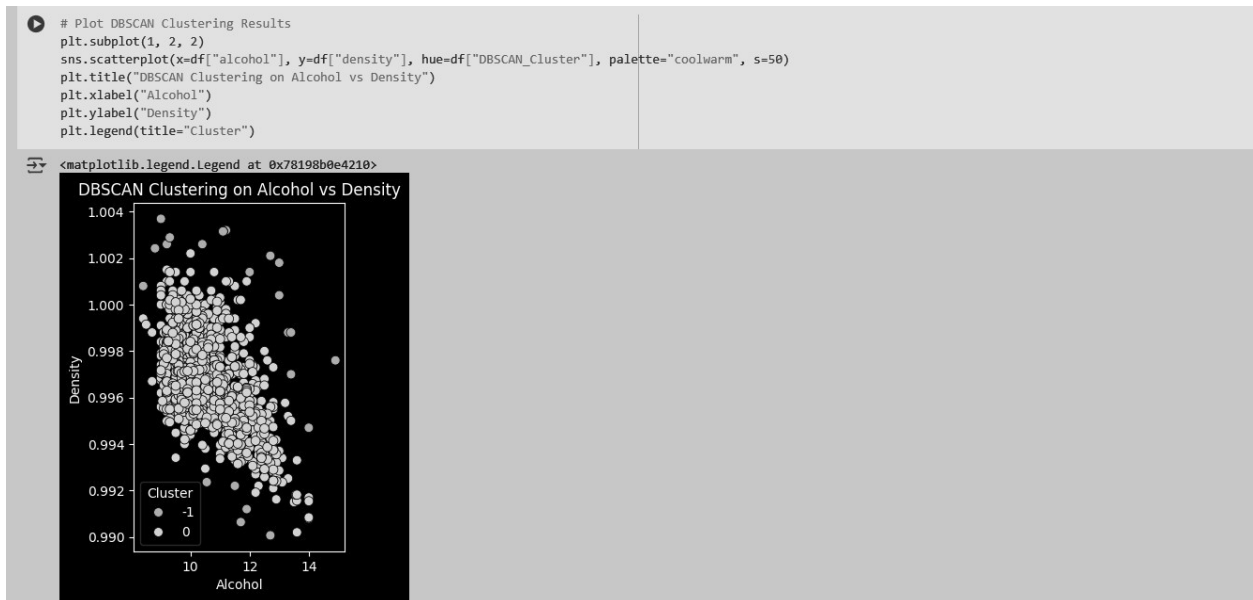 # Plot DBSCAN Clustering Results
plt.subplot(1, 2, 2)
sns.scatterplot(x=df["alcohol"], y=df["density"], hue=df["DBSCAN_Cluster"], palette="coolwarm", s=50)
plt.title("DBSCAN Clustering on Alcohol vs Density")
plt.xlabel("Alcohol")
plt.ylabel("Density")
plt.legend(title="Cluster")
<matplotlib.legend.Legend at 0x78198b0e4210>
DBSCAN Clustering on Alcohol vs Density
1.004
1.002
1.000
0.998
0.996
0.994
0.992
0.990
Density
Cluster
-1
0
10 12 14
Alcohol